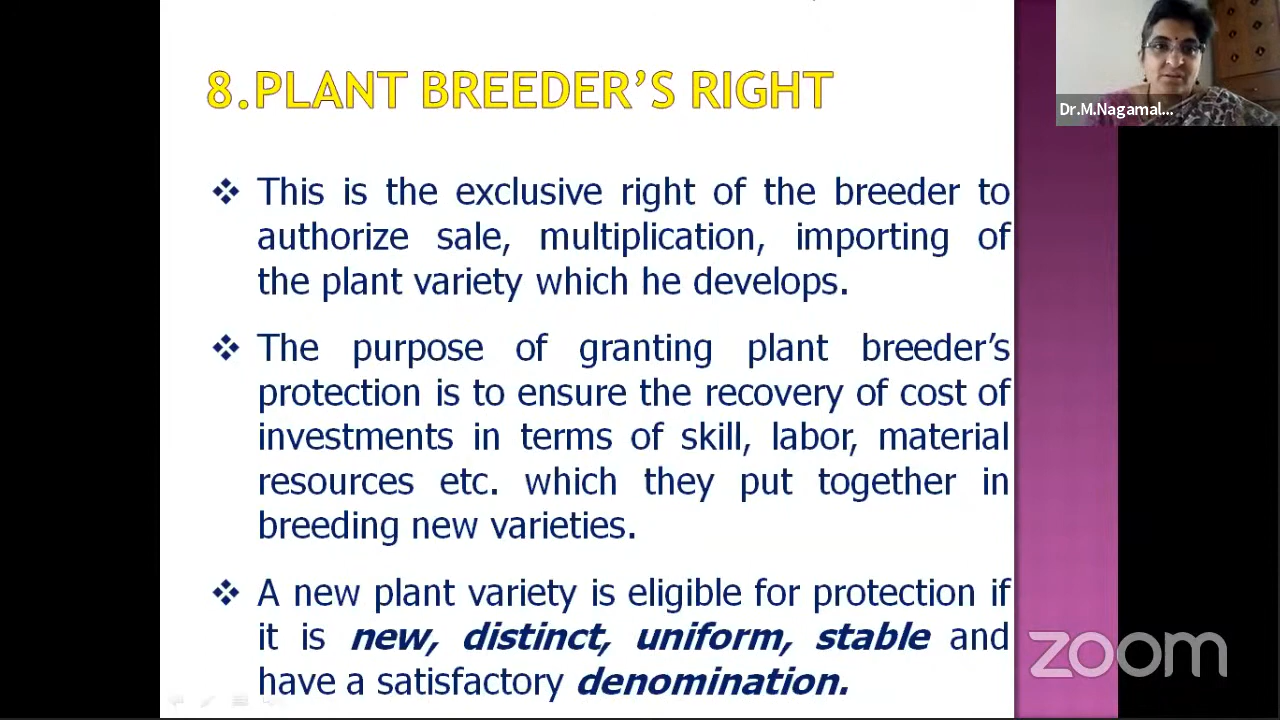 8.PLANT BREEDER’S RIGHT
Dr.M.Nagamal...
❖ This is the exclusive right of the breeder to
authorize sale, multiplication, importing of
the plant variety which he develops.
❖ The purpose of granting plant breeder’s
protection is to ensure the recovery of cost of
investments in terms of skill, labor, material
resources etc. which they put together in
breeding new varieties.
❖ A new plant variety is eligible for protection if
it is new, distinct, uniform, stable and
have a satisfactory denomination.
zoom